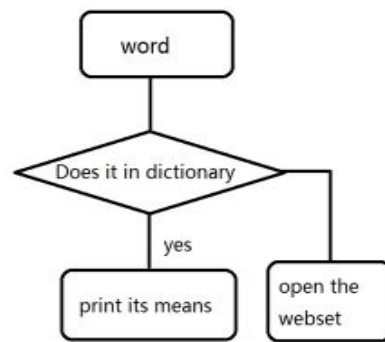 word
Does it in dictionary
yes
print its means
open the
webset